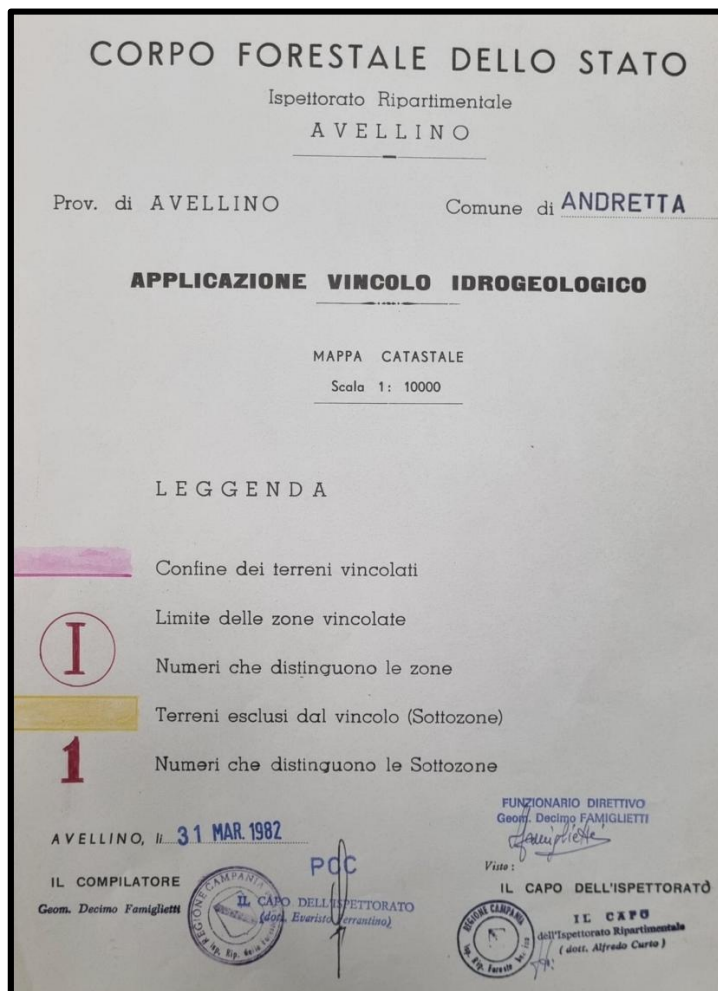 CORPO FORESTALE DELLO STATO
Ispettorato Ripartimentale
AVELLINO
Prov. di AVELLINO
Comune di ANDRETTA
APPLICAZIONE VINCOLO IDROGEOLOGICO
MAPPA CATASTALE
Scala 1: 10000
LEGGENDA
Confine dei terreni vincolati
Limite delle zone vincolate
I
Numeri che distinguono le zone
Terreni esclusi dal vincolo (Sottozone)
1
Numeri che distinguono le Sottozone
FUNZIONARIO DIRETTIVO
Geom. Decimo FAMIGLIETTI
Famiglietti
AVELLINO, li 31 MAR. 1982
PCC
Visto:
IL COMPILATORE
Geom. Decimo Famiglietti
REGIONE CAMPANIA
IL CAPO DELL'ISPETTORATO
(dott. Evaristo
IL CAPO DELL'ISPETTORATO
REGIONE CAMPANIA
IL CAPO
dell'Ispettorato Ripartimentale
(dott. Alfredo Curto)